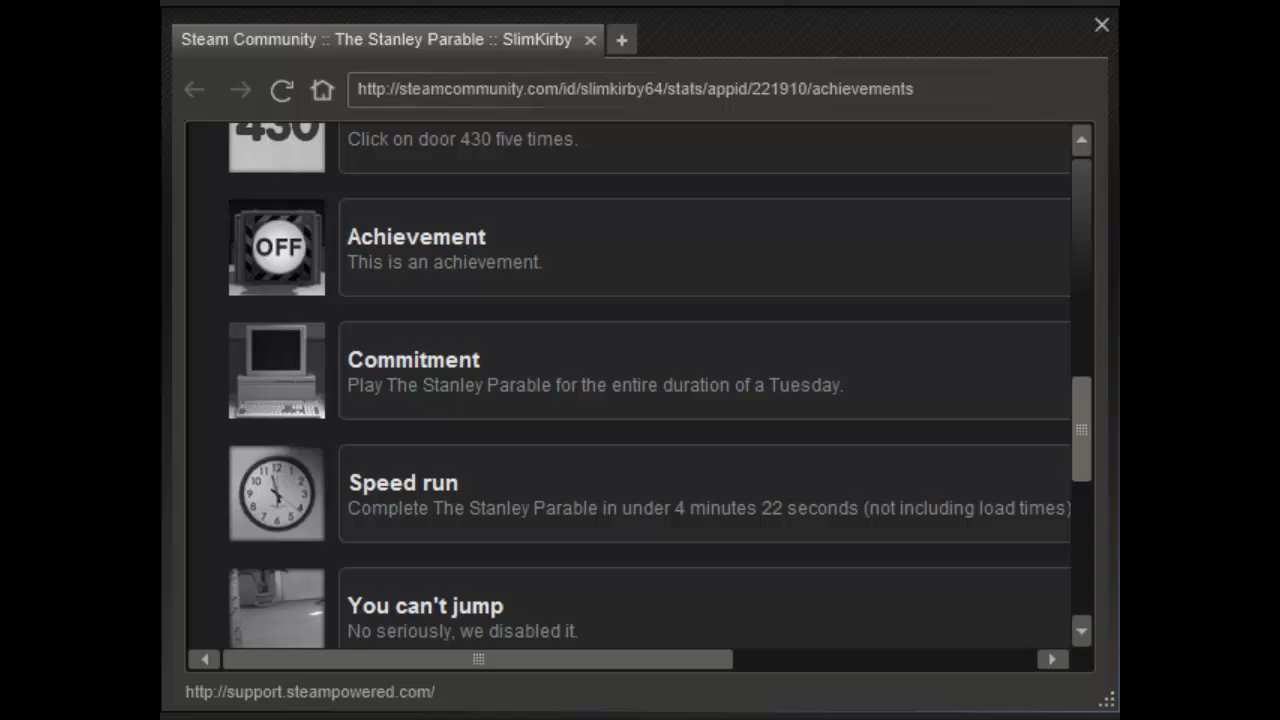 Steam Community :: The Stanley Parable :: SlimKirby
http://steamcommunity.com/id/slimkirby64/stats/appid/221910/achievements
430
Click on door 430 five times.
OFF
Achievement
This is an achievement.
Commitment
Play The Stanley Parable for the entire duration of a Tuesday.
Speed run
Complete The Stanley Parable in under 4 minutes 22 seconds (not including load times)
You can't jump
No seriously, we disabled it.
http://support.steampowered.com/